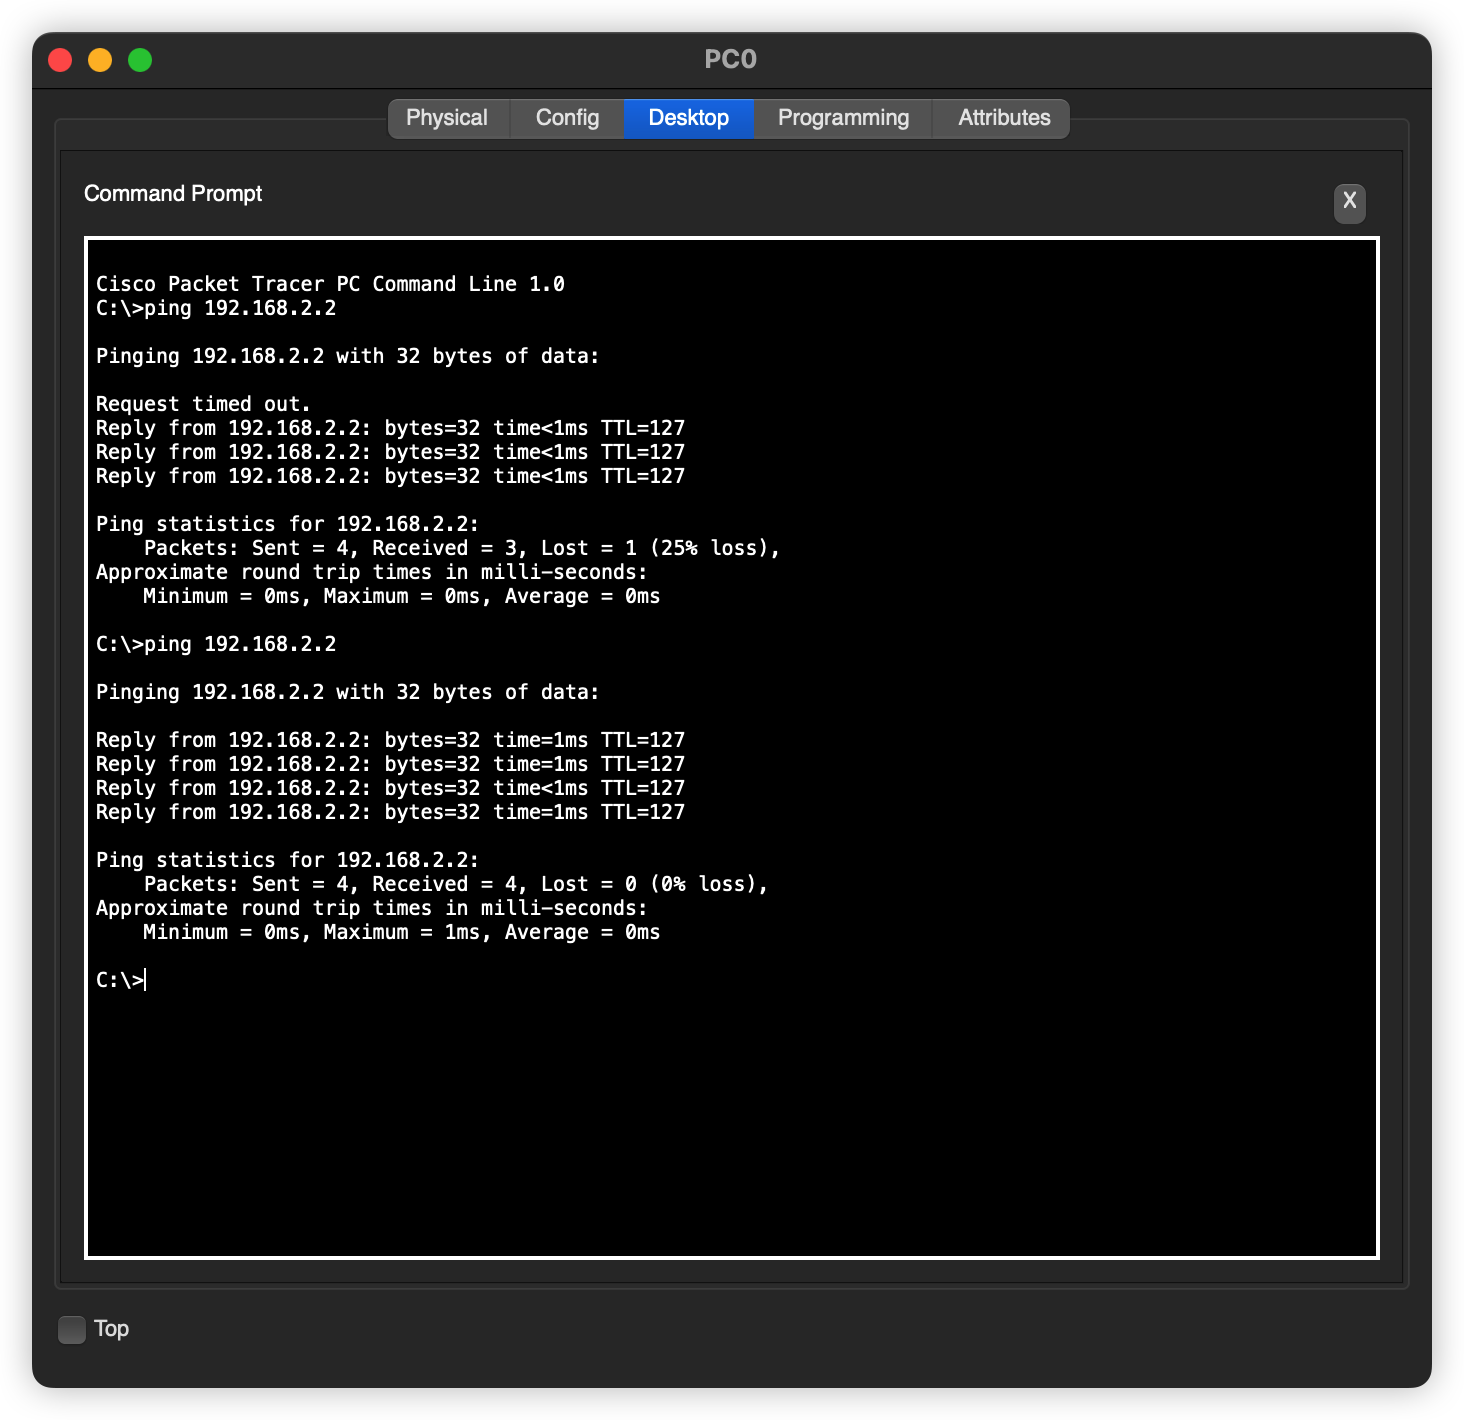 PC0
Physical Config Desktop Programming Attributes
Command Prompt
X
Cisco Packet Tracer PC Command Line 1.0
C:\>ping 192.168.2.2
Pinging 192.168.2.2 with 32 bytes of data:
Request timed out.
Reply from 192.168.2.2: bytes=32 time<1ms TTL=127
Reply from 192.168.2.2: bytes=32 time<1ms TTL=127
Reply from 192.168.2.2: bytes=32 time<1ms TTL=127
Ping statistics for 192.168.2.2:
    Packets: Sent = 4, Received = 3, Lost = 1 (25% loss),
Approximate round trip times in milli-seconds:
    Minimum = 0ms, Maximum = 0ms, Average = 0ms
C:\>ping 192.168.2.2
Pinging 192.168.2.2 with 32 bytes of data:
Reply from 192.168.2.2: bytes=32 time=1ms TTL=127
Reply from 192.168.2.2: bytes=32 time=1ms TTL=127
Reply from 192.168.2.2: bytes=32 time<1ms TTL=127
Reply from 192.168.2.2: bytes=32 time=1ms TTL=127
Ping statistics for 192.168.2.2:
    Packets: Sent = 4, Received = 4, Lost = 0 (0% loss),
Approximate round trip times in milli-seconds:
    Minimum = 0ms, Maximum = 1ms, Average = 0ms
C:\>
Top